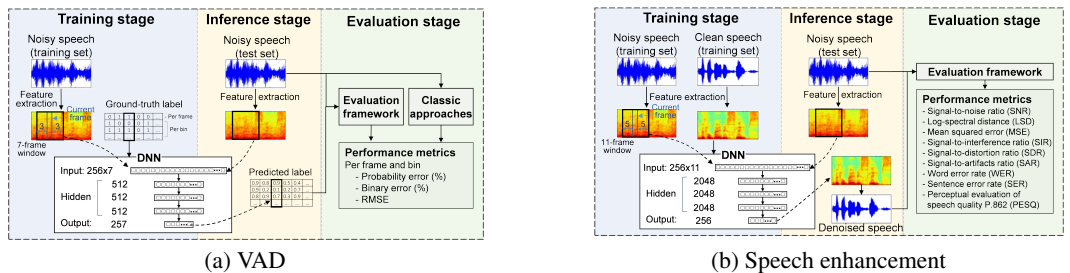 Training stage
Inference stage
Evaluation stage
Noisy speech
(training set)
Noisy speech
(test set)
Feature
extraction
Current
frame
3 3
7-frame
window
Ground-truth label
Per frame
Per bin
Feature
extraction
DNN
Input: 256x7
Hidden
512
512
512
Output: 257
Predicted label
Evaluation
framework
Classic
approaches
Performance metrics
Per frame and bin
- Probability error (%)
- Binary error (%)
- RMSE
(a) VAD
Training stage
Inference stage
Evaluation stage
Noisy speech
(training set)
Clean speech
(training set)
Noisy speech
(test set)
Feature extraction
Current
frame
5 5
11-frame
window
Feature
extraction
DNN
Input: 256x11
Hidden
2048
2048
2048
Output: 256
Denoised speech
Evaluation framework
Performance metrics
- Signal-to-noise ratio (SNR)
- Log-spectral distance (LSD)
- Mean squared error (MSE)
- Signal-to-interference ratio (SIR)
- Signal-to-distortion ratio (SDR)
- Signal-to-artifacts ratio (SAR)
- Word error rate (WER)
- Sentence error rate (SER)
- Perceptual evaluation of
speech quality P.862 (PESQ)
(b) Speech enhancement